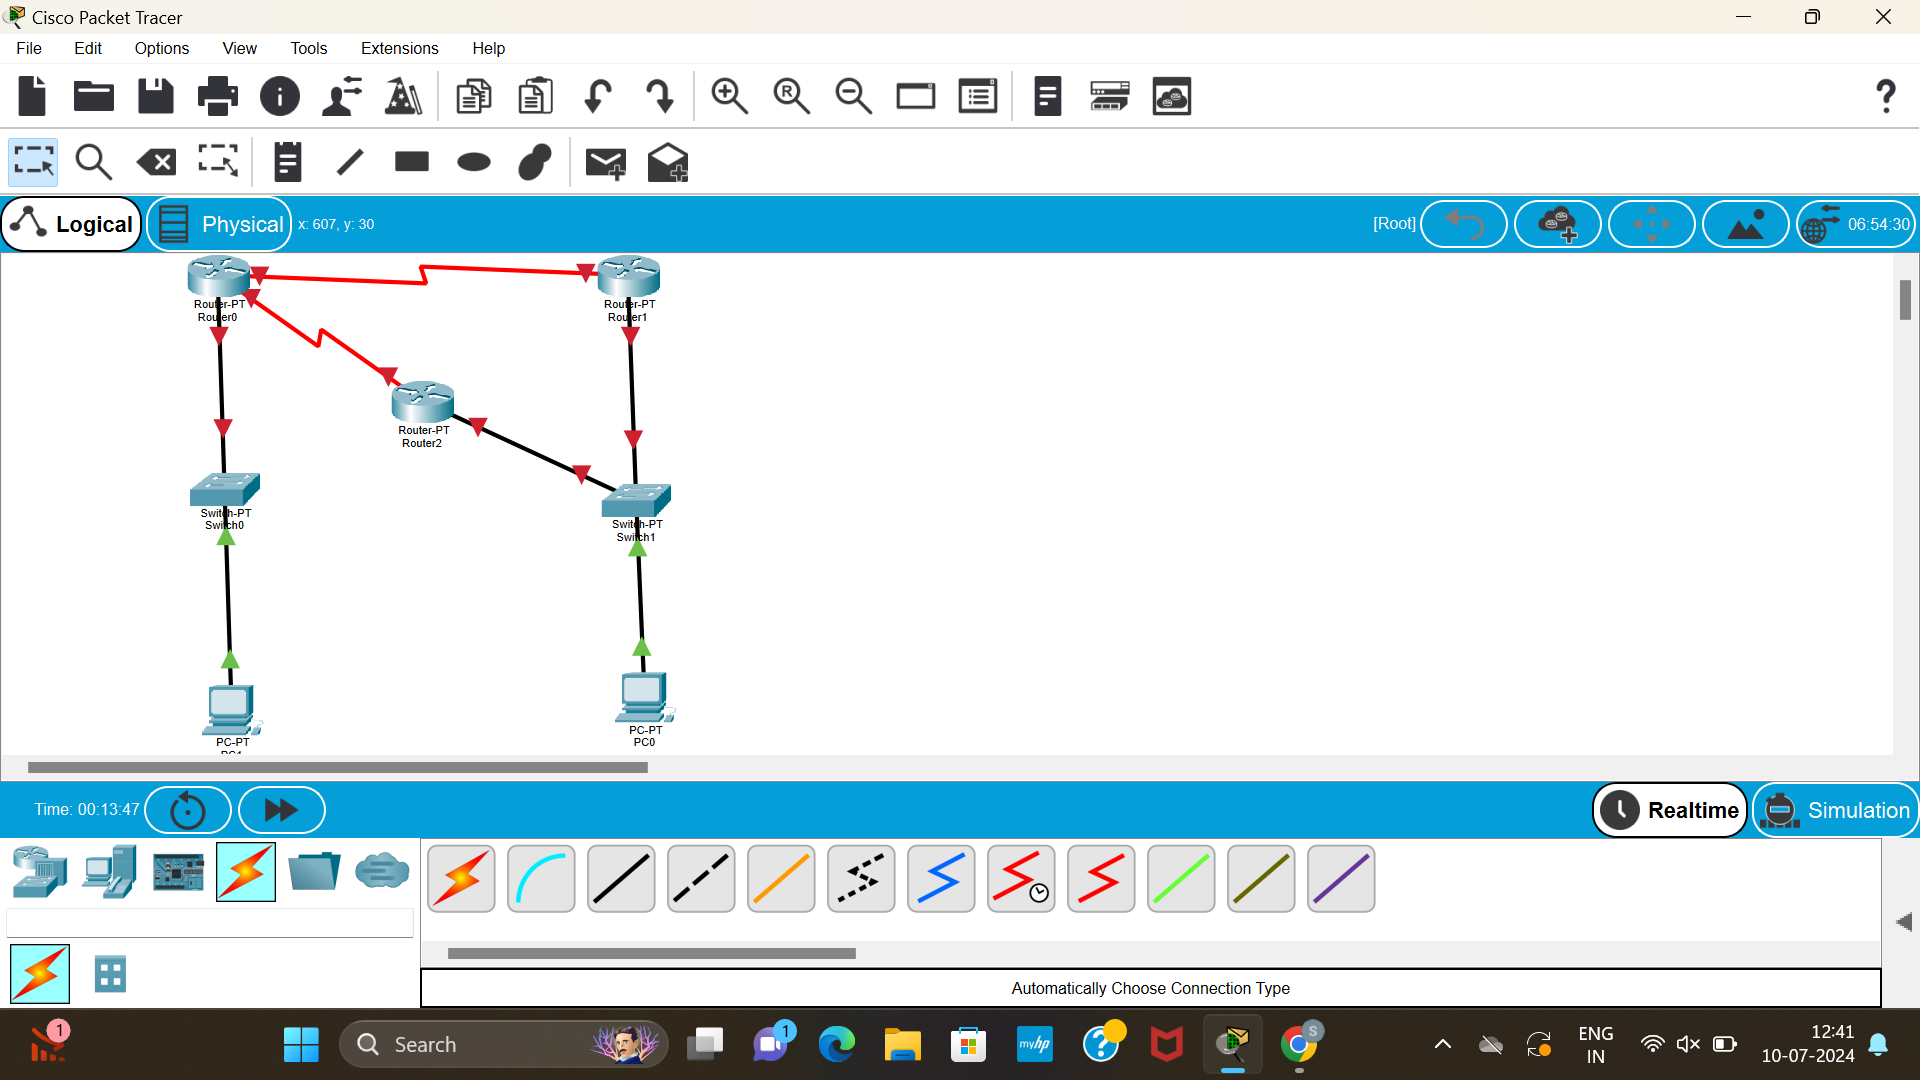 Cisco Packet Tracer
File Edit Options View Tools Extensions Help
R
?
Logical
Physical
x: 607, y: 30
[Root]
06:54:30
Router-PT
Router0
Router-PT
Router1
Router-PT
Router2
Switch-PT
Switch0
Switch-PT
Switch1
PC-PT
PC1
PC-PT
PC0
Time: 00:13:47
Realtime
Simulation
Automatically Choose Connection Type
1
Search
1
myhp
?
S
ENG
IN
12:41
10-07-2024